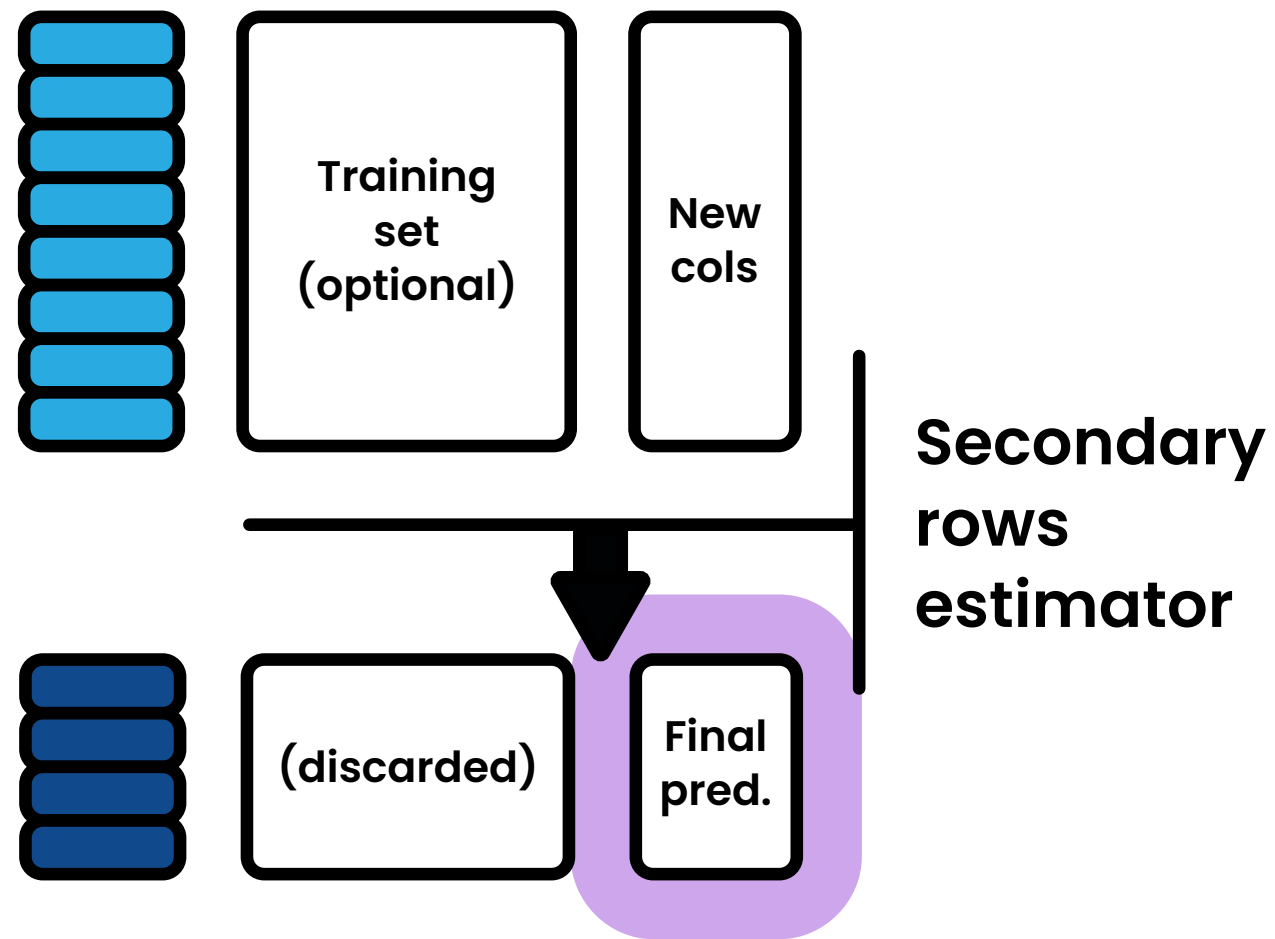 Training
set
(optional)
New
cols
Secondary
rows
estimator
(discarded)
Final
pred.